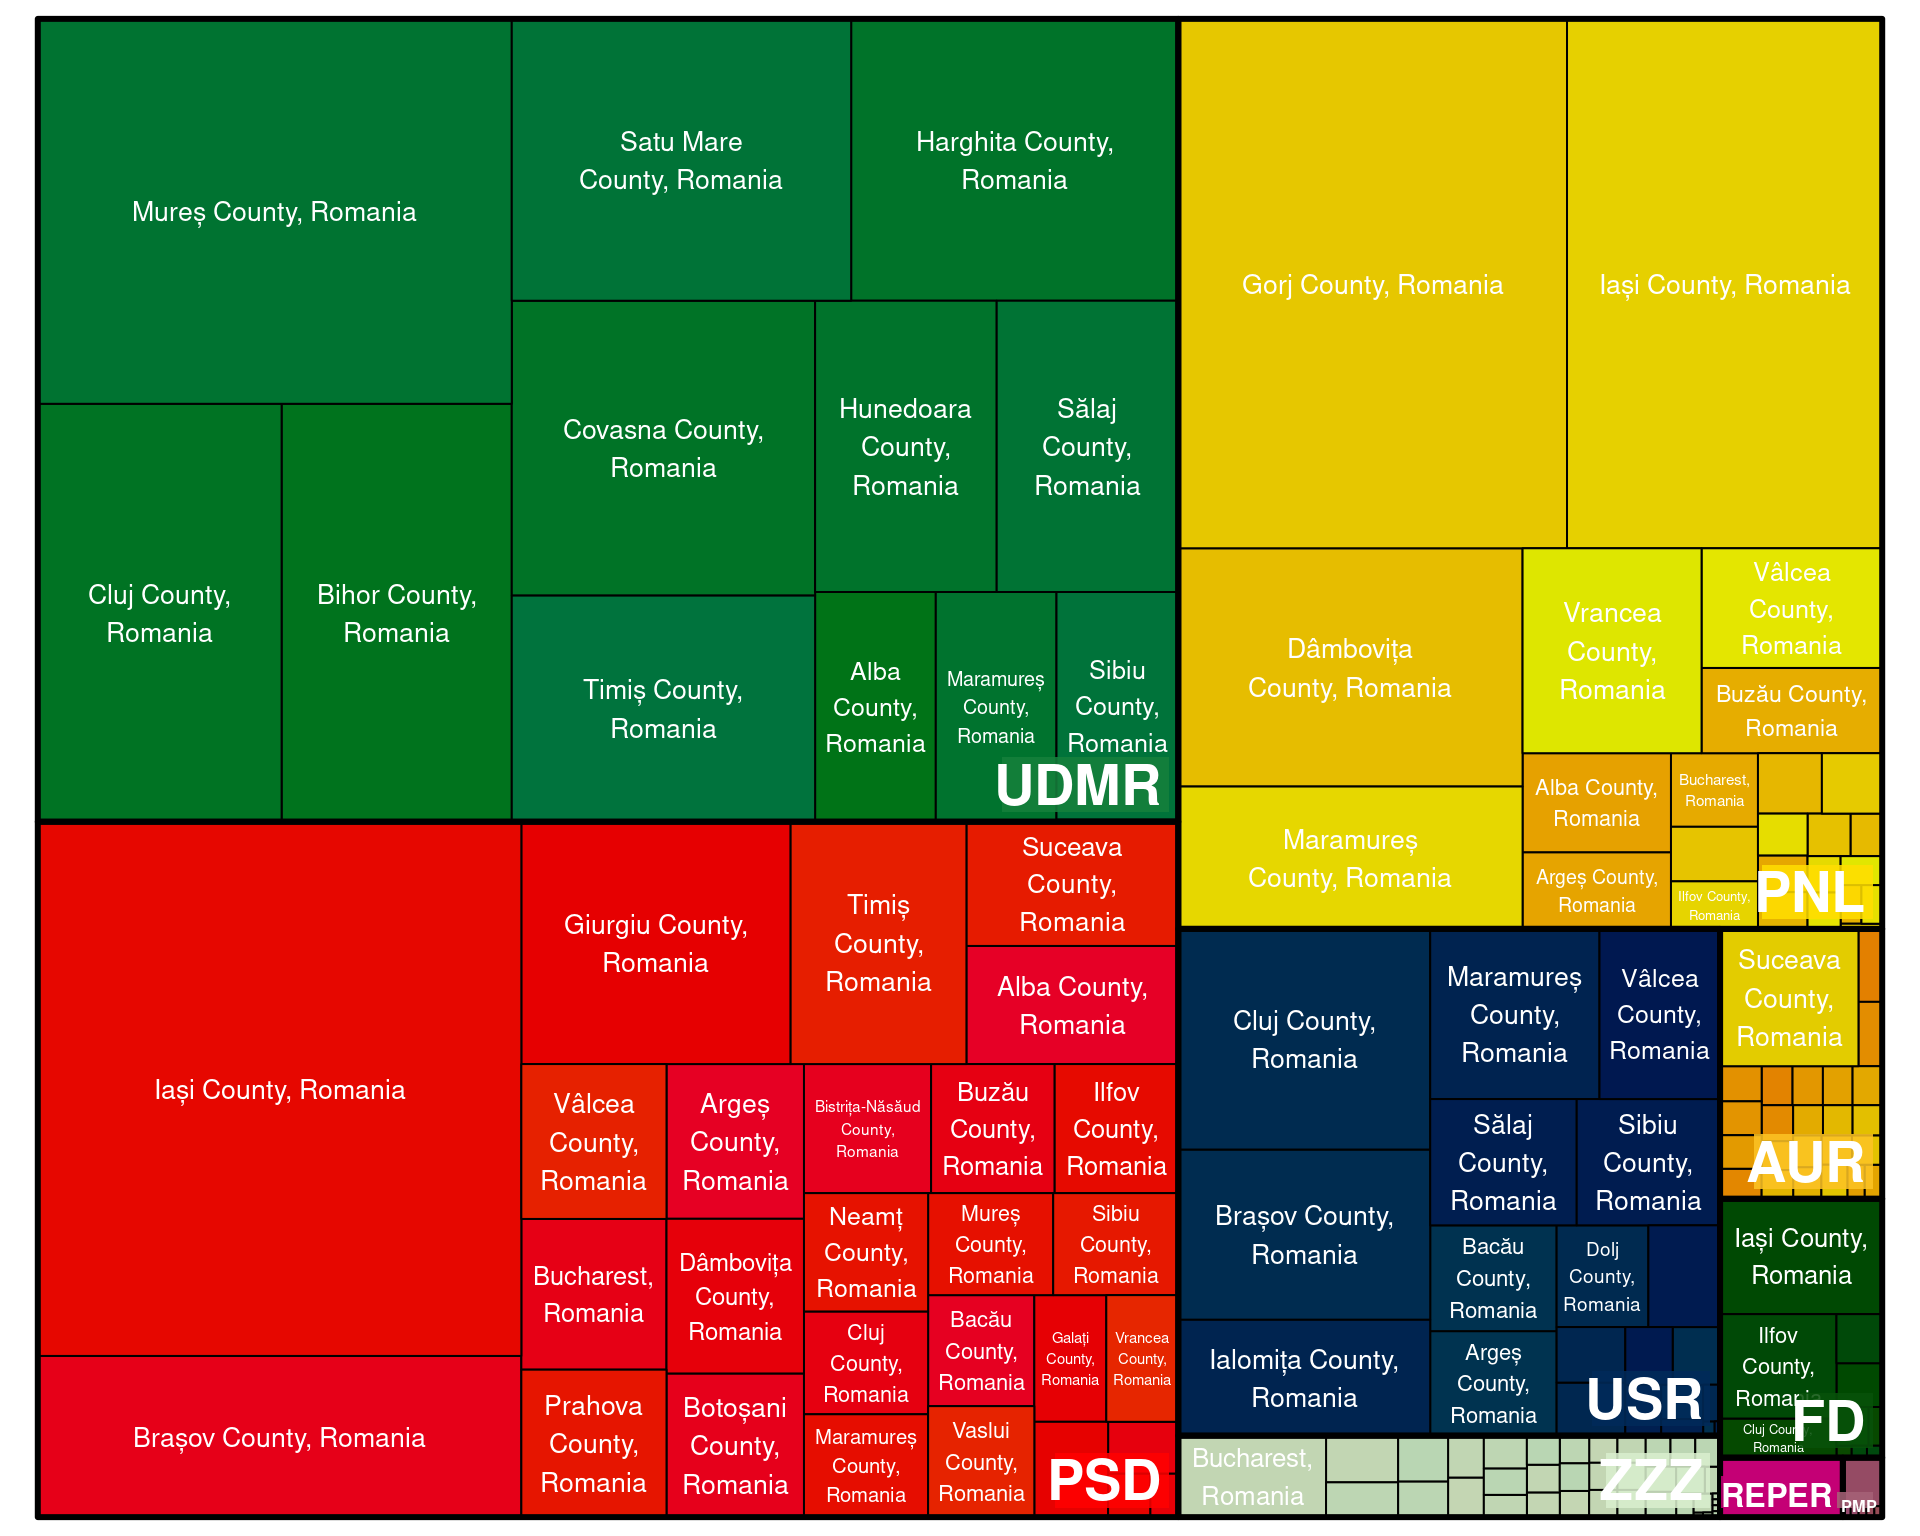 Mureș County, Romania
Satu Mare
County, Romania
Harghita County,
Romania
Cluj County,
Romania
Bihor County,
Romania
Covasna County,
Romania
Hunedoara
County,
Romania
Sălaj
County,
Romania
Timiș County,
Romania
Alba
County,
Romania
Maramureș
County,
Romania
Sibiu
County,
Romania
UDMR
Gorj County, Romania
Iași County, Romania
Dâmbovița
County, Romania
Vrancea
County,
Romania
Vâlcea
County,
Romania
Buzău County,
Romania
Maramureș
County, Romania
Alba County,
Romania
Bucharest,
Romania
Argeș County,
Romania
Ilfov County,
Romania
PNL
Iași County, Romania
Brașov County, Romania
Giurgiu County,
Romania
Timiș
County,
Romania
Suceava
County,
Romania
Alba County,
Romania
Vâlcea
County,
Romania
Argeș
County,
Romania
Bistrița-Năsăud
County,
Romania
Buzău
County,
Romania
Ilfov
County,
Romania
Bucharest,
Romania
Dâmbovița
County,
Romania
Neamț
County,
Romania
Mureș
County,
Romania
Sibiu
County,
Romania
Prahova
County,
Romania
Botoșani
County,
Romania
Cluj
County,
Romania
Bacău
County,
Romania
Galați
County,
Romania
Vrancea
County,
Romania
Maramureș
County,
Romania
Vaslui
County,
Romania
PSD
Cluj County,
Romania
Maramureș
County,
Romania
Vâlcea
County,
Romania
Brașov County,
Romania
Sălaj
County,
Romania
Sibiu
County,
Romania
Ialomița County,
Romania
Bacău
County,
Romania
Dolj
County,
Romania
Argeș
County,
Romania
USR
Suceava
County,
Romania
AUR
Iași County,
Romania
Ilfov
County,
Romania
Cluj County,
Romania
FD
Bucharest,
Romania
ZZZ
REPER
PMP